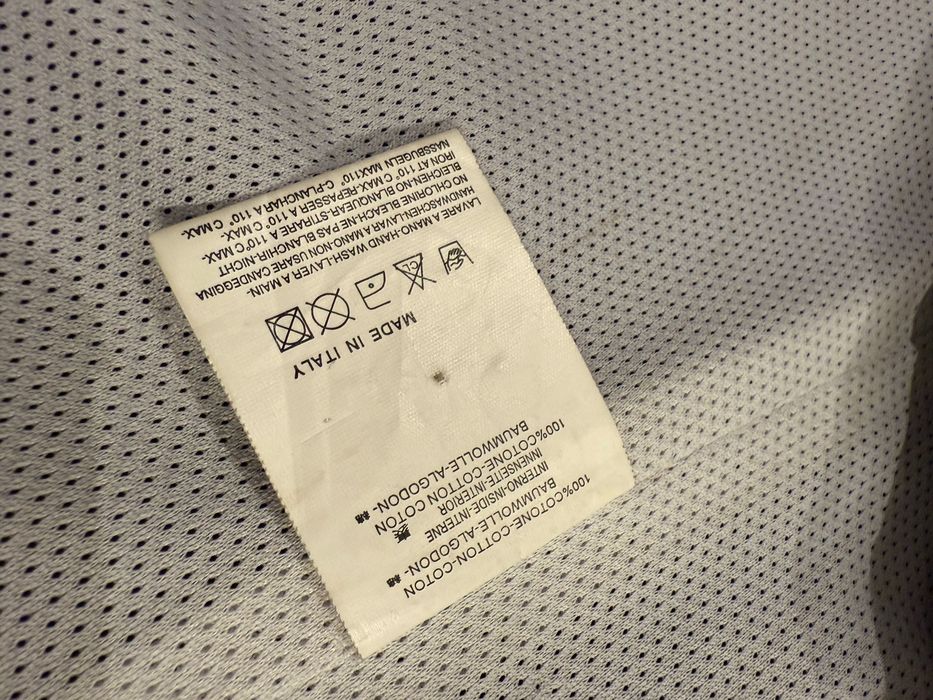 100%COTONE-COTTON-COTON
BAUMWOLLE-ALGODON-
INTERNO-INSIDE-INTERNE
INNENSEITE-INTERIOR
100%COTONE-COTTON COTON
BAUMWOLLE-ALGODON-
MADE IN ITALY
CL
LAVARE A MANO-HAND WASH-LAVER A MAIN-
HANDWASCHEN-LAVAR A MANO-NON USARE CANDEGGINA
NO CHLORINE BLEACH-NE PAS BLANCHIR-NICHT
BLEICHEN-NO BLANQUEAR-STIRARE A 110°C MAX-
IRON AT 110° C MAX-REPASSER A 110° C MAX-
NASSBUGELN MAX110° C-PLANCHAR A 110° C MAX-